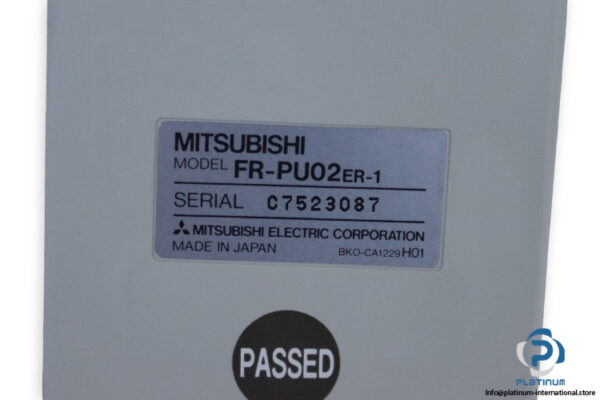 MITSUBISHI
MODEL FR-PU02ER-1
SERIAL C7523087
MITSUBISHI ELECTRIC CORPORATION
MADE IN JAPAN BKO-CA1229H01
PASSED
PLATINUM
info@platinum-international.store